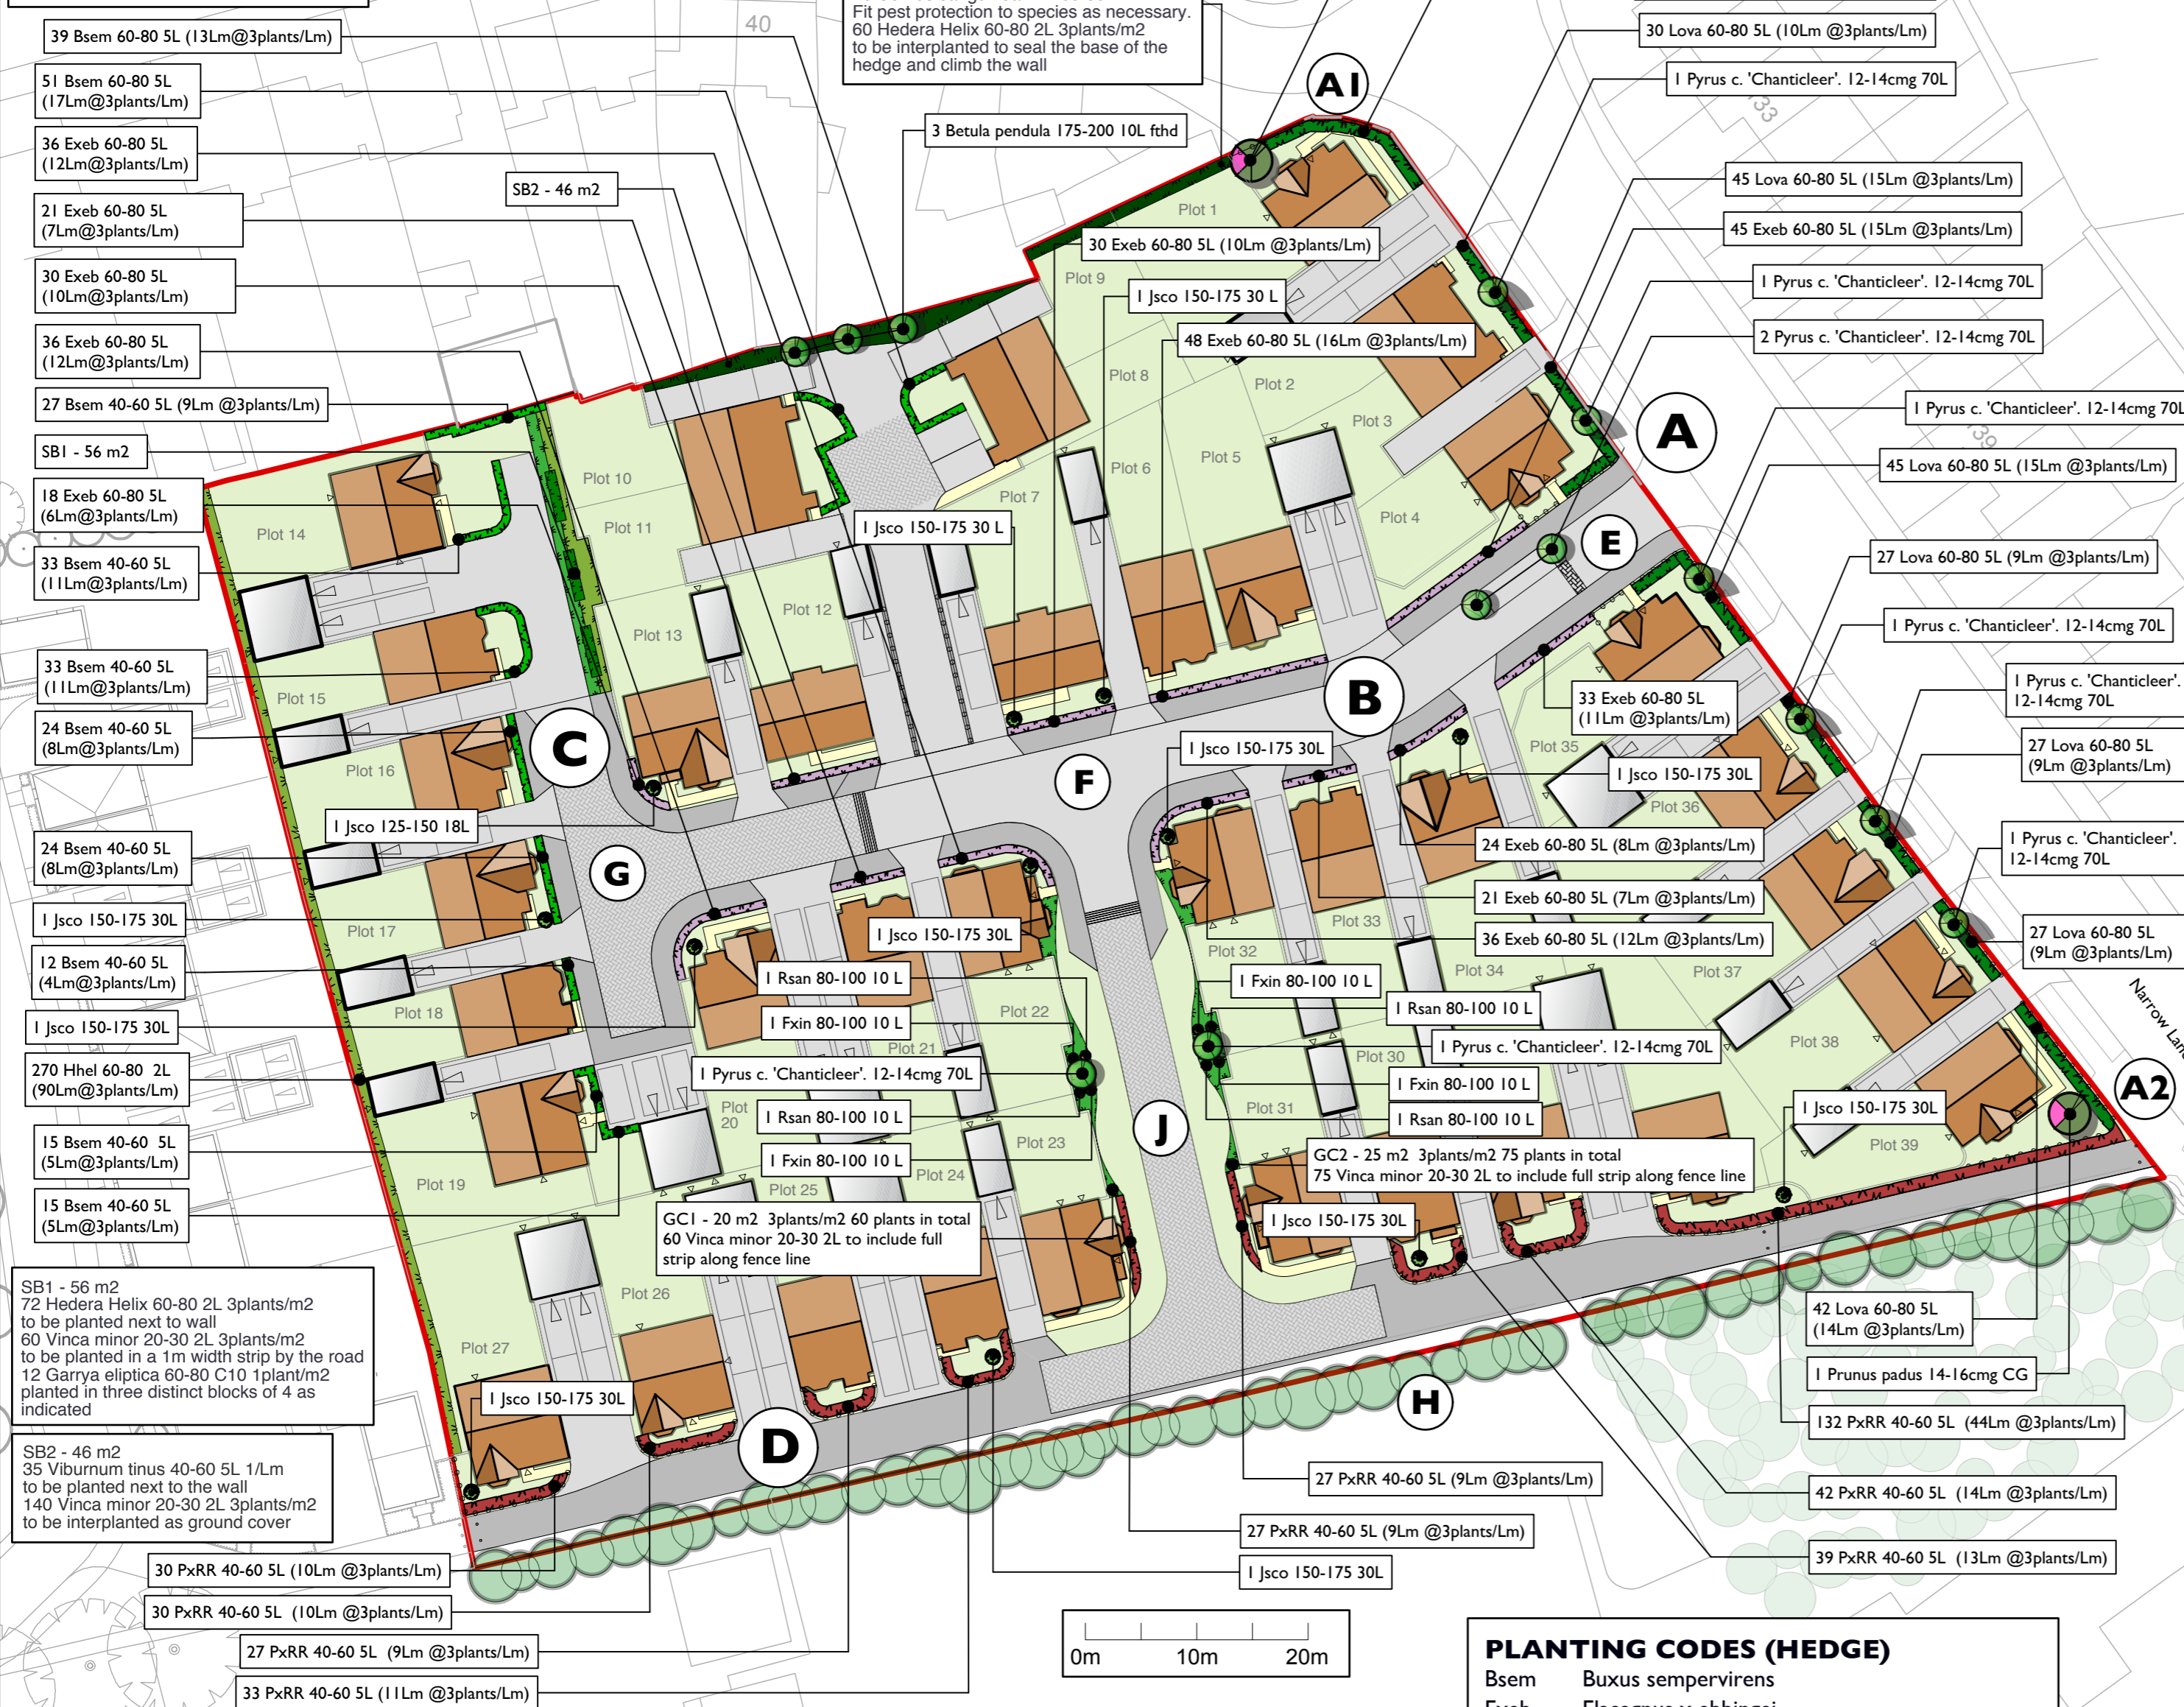 39 Bsem 60-80 5L (13Lm@3plants/Lm)
51 Bsem 60-80 5L
(17Lm@3plants/Lm)
36 Exeb 60-80 5L
(12Lm@3plants/Lm)
21 Exeb 60-80 5L
(7Lm@3plants/Lm)
30 Exeb 60-80 5L
(10Lm@3plants/Lm)
36 Exeb 60-80 5L
(12Lm@3plants/Lm)
27 Bsem 40-60 5L (9Lm @3plants/Lm)
SB1 - 56 m2
18 Exeb 60-80 5L
(6Lm@3plants/Lm)
33 Bsem 40-60 5L
(11Lm@3plants/Lm)
33 Bsem 40-60 5L
(11Lm@3plants/Lm)
24 Bsem 40-60 5L
(8Lm@3plants/Lm)
24 Bsem 40-60 5L
(8Lm@3plants/Lm)
1 Jsco 150-175 30L
12 Bsem 40-60 5L
(4Lm@3plants/Lm)
1 Jsco 150-175 30L
270 Hhel 60-80 2L
(90Lm@3plants/Lm)
15 Bsem 40-60 5L
(5Lm@3plants/Lm)
15 Bsem 40-60 5L
(5Lm@3plants/Lm)
SB1 - 56 m2
72 Hedera Helix 60-80 2L 3plants/m2
to be planted next to wall
60 Vinca minor 20-30 2L 3plants/m2
to be planted in a 1m width strip by the road
12 Garrya eliptica 60-80 C10 1plant/m2
planted in three distinct blocks of 4 as
indicated
SB2 - 46 m2
35 Viburnum tinus 40-60 5L 1/Lm
to be planted next to the wall
140 Vinca minor 20-30 2L 3plants/m2
to be interplanted as ground cover
30 PxRR 40-60 5L (10Lm @3plants/Lm)
30 PxRR 40-60 5L (10Lm @3plants/Lm)
27 PxRR 40-60 5L (9Lm @3plants/Lm)
33 PxRR 40-60 5L (11Lm @3plants/Lm)
40
Fit pest protection to species as necessary.
60 Hedera Helix 60-80 2L 3plants/m2
to be interplanted to seal the base of the
hedge and climb the wall
3 Betula pendula 175-200 10L fthd
SB2 - 46 m2
A1
30 Lova 60-80 5L (10Lm @3plants/Lm)
1 Pyrus c. 'Chanticleer'. 12-14cmg 70L
133
45 Lova 60-80 5L (15Lm @3plants/Lm)
45 Exeb 60-80 5L (15Lm @3plants/Lm)
1 Pyrus c. 'Chanticleer'. 12-14cmg 70L
2 Pyrus c. 'Chanticleer'. 12-14cmg 70L
1 Pyrus c. 'Chanticleer'. 12-14cmg 70L
139
45 Lova 60-80 5L (15Lm @3plants/Lm)
27 Lova 60-80 5L (9Lm @3plants/Lm)
1 Pyrus c. 'Chanticleer'. 12-14cmg 70L
1 Pyrus c. 'Chanticleer'.
12-14cmg 70L
27 Lova 60-80 5L
(9Lm @3plants/Lm)
1 Pyrus c. 'Chanticleer'.
12-14cmg 70L
27 Lova 60-80 5L
(9Lm @3plants/Lm)
A
E
B
C
F
G
J
A2
D
H
Plot 1
Plot 9
30 Exeb 60-80 5L (10Lm @3plants/Lm)
1 Jsco 150-175 30 L
48 Exeb 60-80 5L (16Lm @3plants/Lm)
Plot 8
Plot 2
Plot 3
Plot 6
Plot 5
Plot 7
Plot 4
Plot 10
Plot 11
Plot 14
1 Jsco 150-175 30 L
Plot 12
Plot 13
Plot 15
Plot 16
33 Exeb 60-80 5L
(11Lm @3plants/Lm)
Plot 35
1 Jsco 150-175 30L
1 Jsco 150-175 30L
Plot 36
1 Jsco 125-150 18L
24 Exeb 60-80 5L (8Lm @3plants/Lm)
21 Exeb 60-80 5L (7Lm @3plants/Lm)
36 Exeb 60-80 5L (12Lm @3plants/Lm)
Plot 33
Plot 17
1 Jsco 150-175 30L
Plot 32
Plot 34
Plot 37
1 Rsan 80-100 10 L
1 Fxin 80-100 10 L
1 Fxin 80-100 10 L
1 Rsan 80-100 10 L
Plot 18
Plot 22
Plot 21
1 Pyrus c. 'Chanticleer'. 12-14cmg 70L
Plot 30
Plot 38
1 Pyrus c. 'Chanticleer'. 12-14cmg 70L
1 Fxin 80-100 10 L
1 Rsan 80-100 10 L
1 Rsan 80-100 10 L
Plot
20
Plot 31
1 Jsco 150-175 30L
Plot 39
Plot 23
1 Fxin 80-100 10 L
Plot 24
Plot 25
Plot 19
GC2 - 25 m2 3plants/m2 75 plants in total
75 Vinca minor 20-30 2L to include full strip along fence line
GC1 - 20 m2 3plants/m2 60 plants in total
60 Vinca minor 20-30 2L to include full
strip along fence line
1 Jsco 150-175 30L
Plot 26
Plot 27
1 Jsco 150-175 30L
42 Lova 60-80 5L
(14Lm @3plants/Lm)
1 Prunus padus 14-16cmg CG
132 PxRR 40-60 5L (44Lm @3plants/Lm)
27 PxRR 40-60 5L (9Lm @3plants/Lm)
42 PxRR 40-60 5L (14Lm @3plants/Lm)
27 PxRR 40-60 5L (9Lm @3plants/Lm)
39 PxRR 40-60 5L (13Lm @3plants/Lm)
1 Jsco 150-175 30L
0m 10m 20m
PLANTING CODES (HEDGE)
Bsem Buxus sempervirens
Narrow